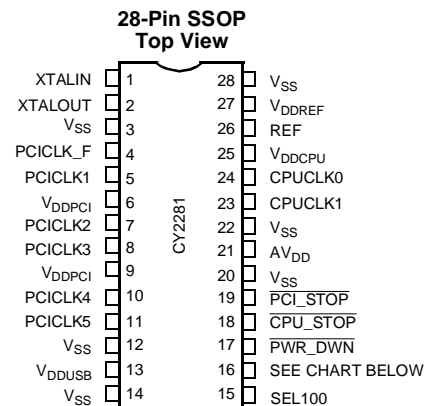 28-Pin SSOP
Top View
XTALIN 1 28 VSS
XTALOUT 2 27 VDDREF
VSS 3 26 REF
PCICLK_F 4 25 VDDCPU
PCICLK1 5 24 CPUCLK0
VDDPCI 6 23 CPUCLK1
PCICLK2 7 22 VSS
PCICLK3 8 21 AVDD
VDDPCI 9 20 VSS
PCICLK4 10 19 PCI_STOP
PCICLK5 11 18 CPU_STOP
VSS 12 17 PWR_DWN
VDDUSB 13 16 SEE CHART BELOW
VSS 14 15 SEL100
CY2281